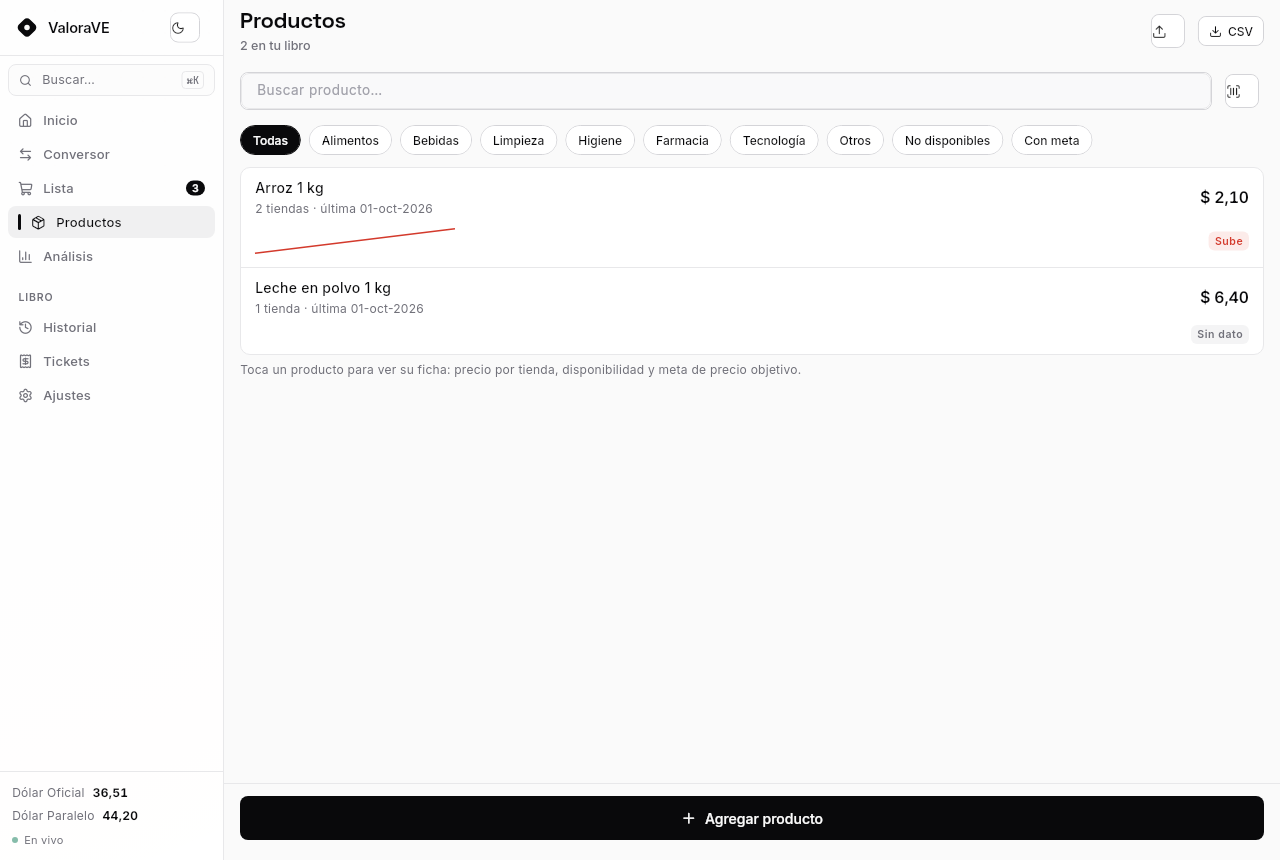 ValoraVE
Buscar...
⌘K
Inicio
Conversor
Lista
3
Productos
Análisis
LIBRO
Historial
Tickets
Ajustes
Dólar Oficial 36,51
Dólar Paralelo 44,20
En vivo
Productos
2 en tu libro
CSV
Buscar producto...
Todas
Alimentos
Bebidas
Limpieza
Higiene
Farmacia
Tecnología
Otros
No disponibles
Con meta
Arroz 1 kg
2 tiendas · última 01-oct-2026
$ 2,10
Sube
Leche en polvo 1 kg
1 tienda · última 01-oct-2026
$ 6,40
Sin dato
Toca un producto para ver su ficha: precio por tienda, disponibilidad y meta de precio objetivo.
Agregar producto